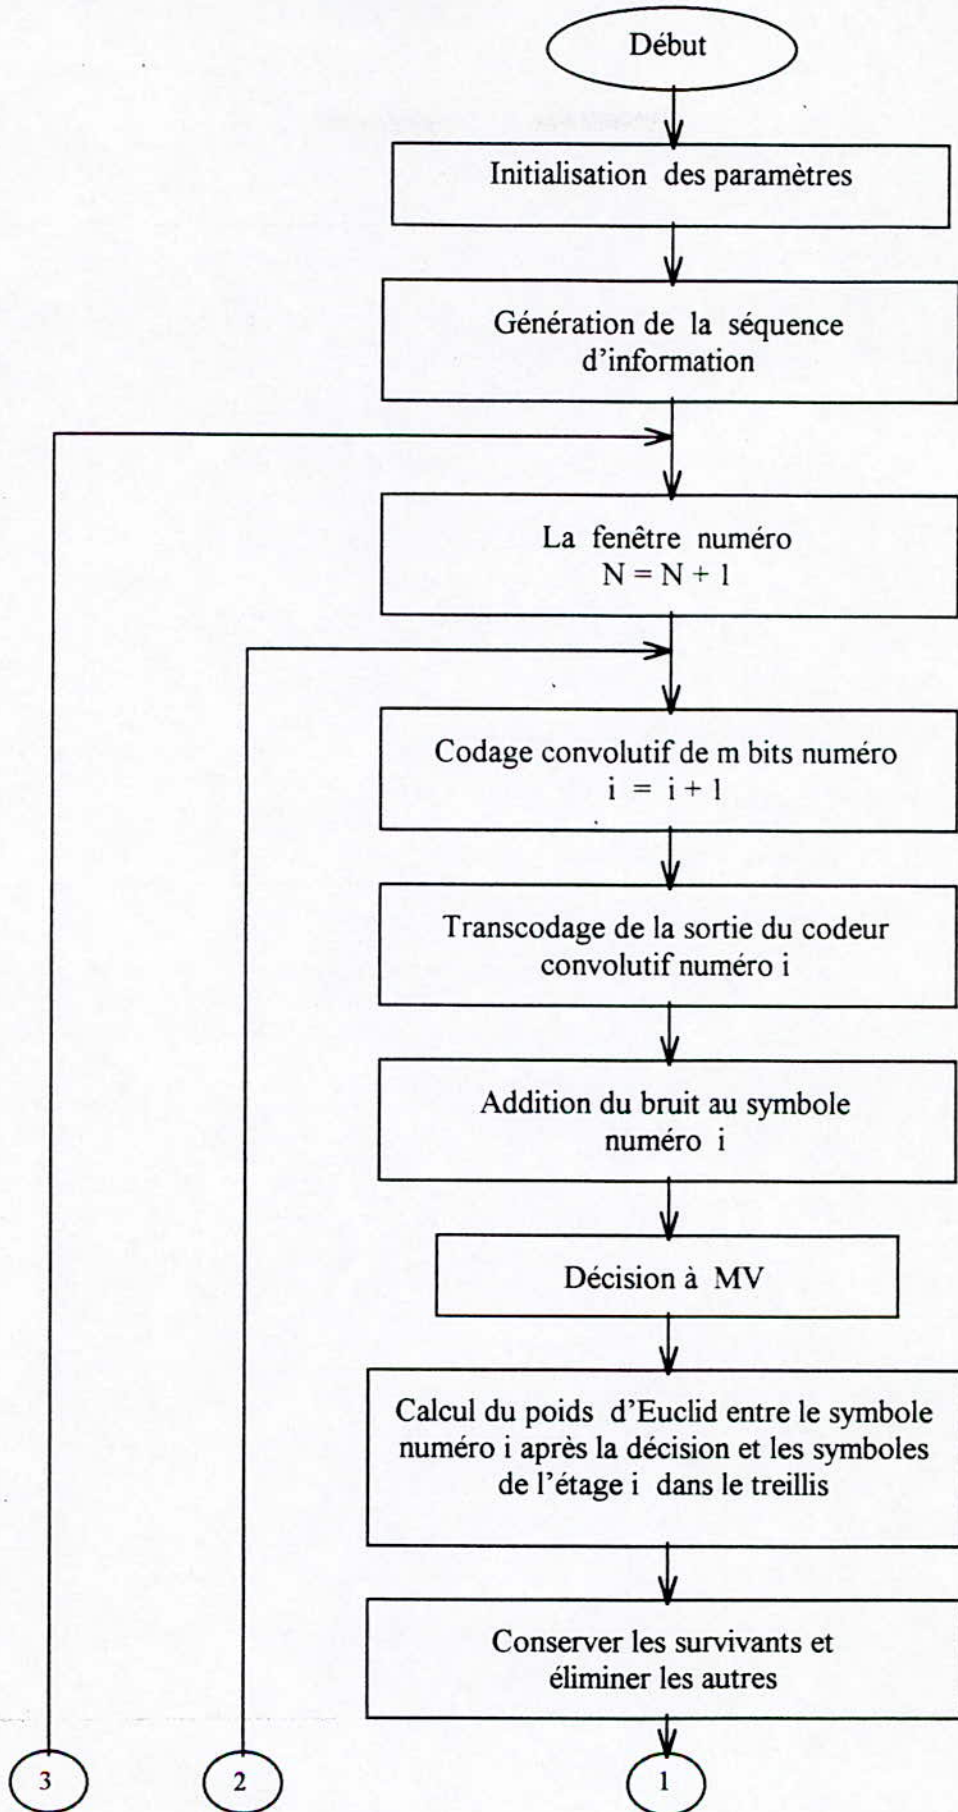 Début
Initialisation des paramètres
Génération de la séquence
d'information
La fenêtre numéro
N = N + 1
Codage convolutif de m bits numéro
i = i + 1
Transcodage de la sortie du codeur
convolutif numéro i
Addition du bruit au symbole
numéro i
Décision à MV
Calcul du poids d'Euclid entre le symbole
numéro i après la décision et les symboles
de l'étage i dans le treillis
Conserver les survivants et
éliminer les autres
3
2
1